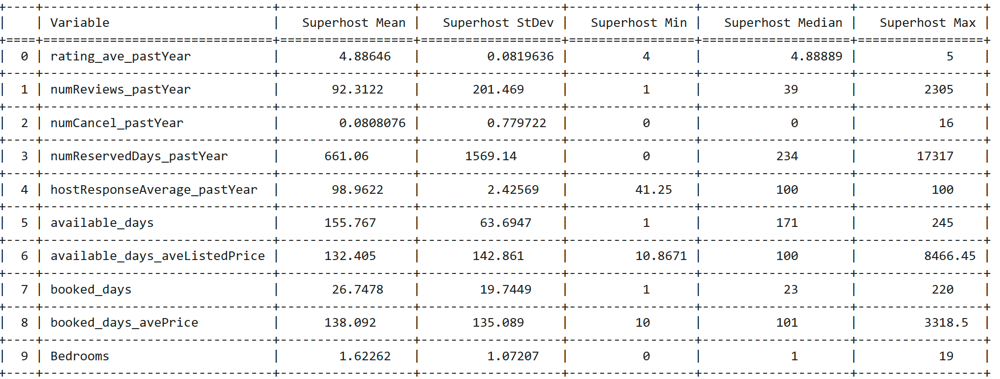 +----+-------------------------------+------------------+-------------------+-----------------+--------------------+-----------------+
|    | Variable                      |   Superhost Mean |   Superhost StDev |   Superhost Min |   Superhost Median |   Superhost Max |
+====+===============================+==================+===================+=================+====================+=================+
|  0 | rating_ave_pastYear           |        4.88646   |         0.0819636 |          4      |            4.88889 |            5    |
+----+-------------------------------+------------------+-------------------+-----------------+--------------------+-----------------+
|  1 | numReviews_pastYear           |       92.3122    |       201.469     |          1      |           39       |         2305    |
+----+-------------------------------+------------------+-------------------+-----------------+--------------------+-----------------+
|  2 | numCancel_pastYear            |        0.0808076 |         0.779722  |          0      |            0       |           16    |
+----+-------------------------------+------------------+-------------------+-----------------+--------------------+-----------------+
|  3 | numReservedDays_pastYear      |      661.06      |      1569.14      |          0      |          234       |        17317    |
+----+-------------------------------+------------------+-------------------+-----------------+--------------------+-----------------+
|  4 | hostResponseAverage_pastYear  |       98.9622    |         2.42569   |         41.25   |          100       |          100    |
+----+-------------------------------+------------------+-------------------+-----------------+--------------------+-----------------+
|  5 | available_days                |      155.767     |        63.6947    |          1      |          171       |          245    |
+----+-------------------------------+------------------+-------------------+-----------------+--------------------+-----------------+
|  6 | available_days_aveListedPrice |      132.405     |       142.861     |         10.8671 |          100       |         8466.45 |
+----+-------------------------------+------------------+-------------------+-----------------+--------------------+-----------------+
|  7 | booked_days                   |       26.7478    |        19.7449    |          1      |           23       |          220    |
+----+-------------------------------+------------------+-------------------+-----------------+--------------------+-----------------+
|  8 | booked_days_avePrice          |      138.092     |       135.089     |         10      |          101       |         3318.5  |
+----+-------------------------------+------------------+-------------------+-----------------+--------------------+-----------------+
|  9 | Bedrooms                      |        1.62262   |         1.07207   |          0      |            1       |           19    |
+----+-------------------------------+------------------+-------------------+-----------------+--------------------+-----------------+